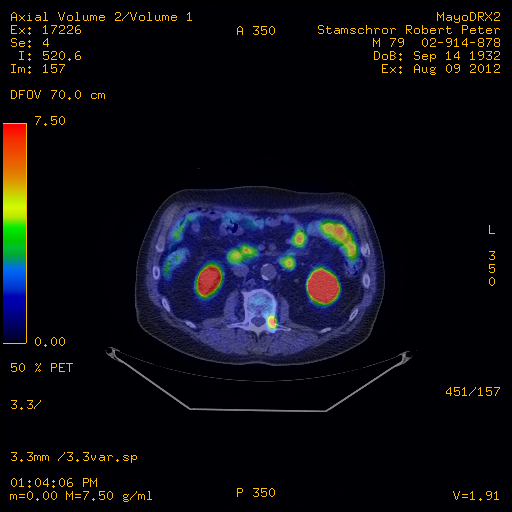 Axial Volume 2/Volume 1
Ex: 17226
Se: 4
I: 520.6
Im: 157
DFOV 70.0 cm
7.50
A 350
MayoDRX2
Stamschror Robert Peter
M 79 02-914-878
DoB: Sep 14 1932
Ex: Aug 09 2012
L
3
5
0
0.00
50 % PET
3.3/
451/157
3.3mm /3.3var.sp
01:04:06 PM
m=0.00 M=7.50 g/ml
P 350
V=1.91